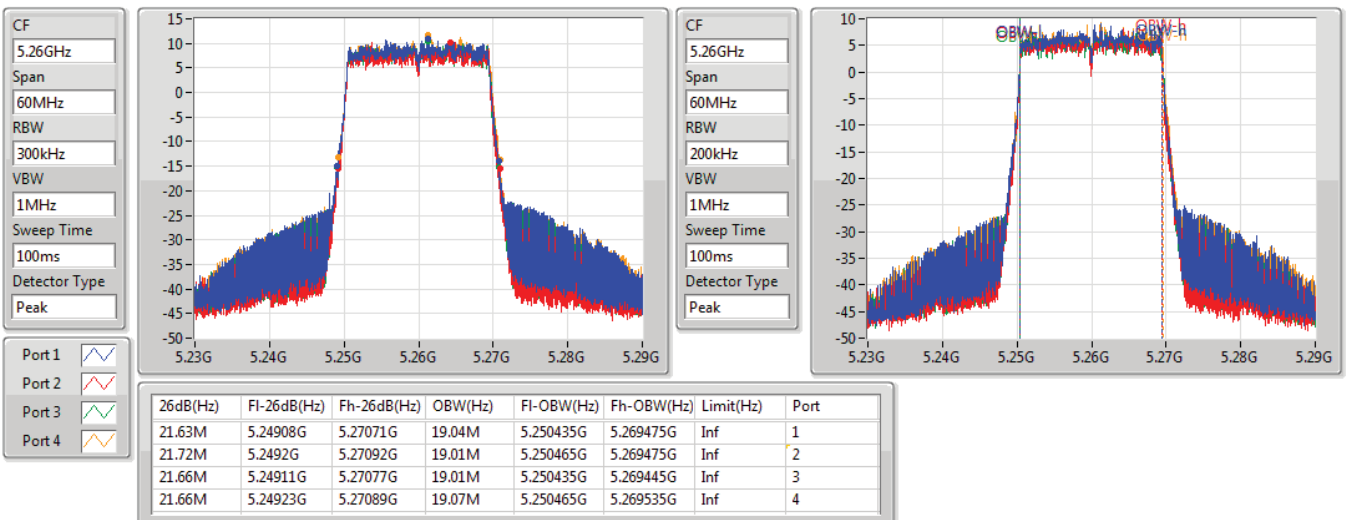 CF
5.26GHz
Span
60MHz
RBW
300kHz
VBW
1MHz
Sweep Time
100ms
Detector Type
Peak
15
10
5
0
-5
-10
-15
-20
-25
-30
-35
-40
-45
-50
5.23G 5.24G 5.25G 5.26G 5.27G 5.28G 5.29G
CF
5.26GHz
Span
60MHz
RBW
200kHz
VBW
1MHz
Sweep Time
100ms
Detector Type
Peak
OBW-h
10
5
0
-5
-10
-15
-20
-25
-30
-35
-40
-45
-50
5.23G 5.24G 5.25G 5.26G 5.27G 5.28G 5.29G
Port 1
Port 2
Port 3
Port 4
26dB(Hz) Fl-26dB(Hz) Fh-26dB(Hz) OBW(Hz) Fl-OBW(Hz) Fh-OBW(Hz) Limit(Hz) Port
21.63M 5.24908G 5.27071G 19.04M 5.250435G 5.269475G Inf 1
21.72M 5.2492G 5.27092G 19.01M 5.250465G 5.269475G Inf 2
21.66M 5.24911G 5.27077G 19.01M 5.250435G 5.269445G Inf 3
21.66M 5.24923G 5.27089G 19.07M 5.250465G 5.269535G Inf 4